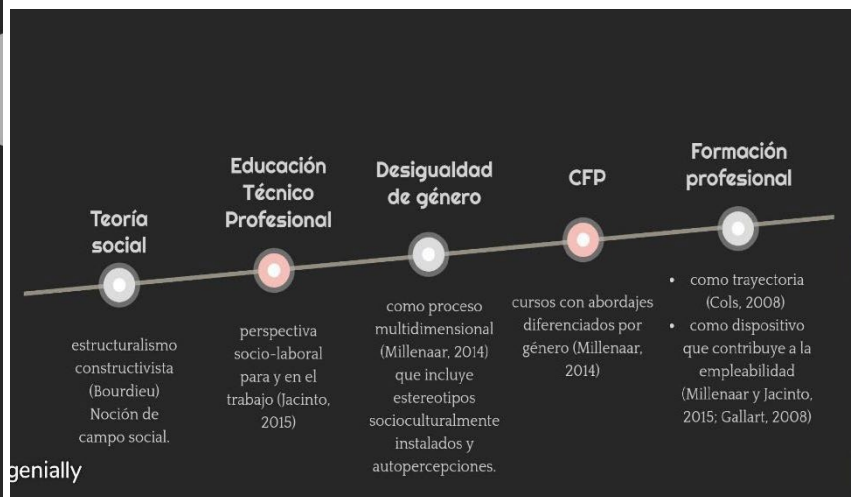 Teoría
social
estructuralismo
constructivista
(Bourdieu)
Noción de
campo social.
Educación
Técnico
Profesional
perspectiva
socio-laboral
para y en el
trabajo (Jacinto,
2015)
Desigualdad
de género
como proceso
multidimensional
(Millenaar, 2014)
que incluye
estereotipos
socioculturalmente
instalados y
autopercepciones.
CFP
cursos con abordajes
diferenciados por
género (Millenaar,
2014)
Formación
profesional
• como trayectoria
(Cols, 2008)
• como dispositivo
que contribuye a la
empleabilidad
(Millenaar y Jacinto,
2015; Gallart, 2008)
genially